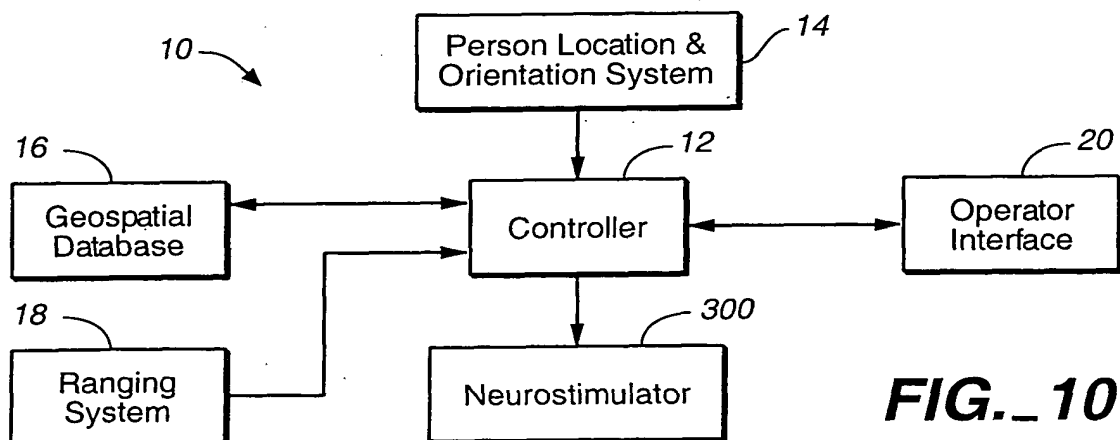 10
Person Location &
Orientation System
14
16
12
20
Geospatial
Database
Controller
Operator
Interface
18
300
Ranging
System
Neurostimulator
FIG._10